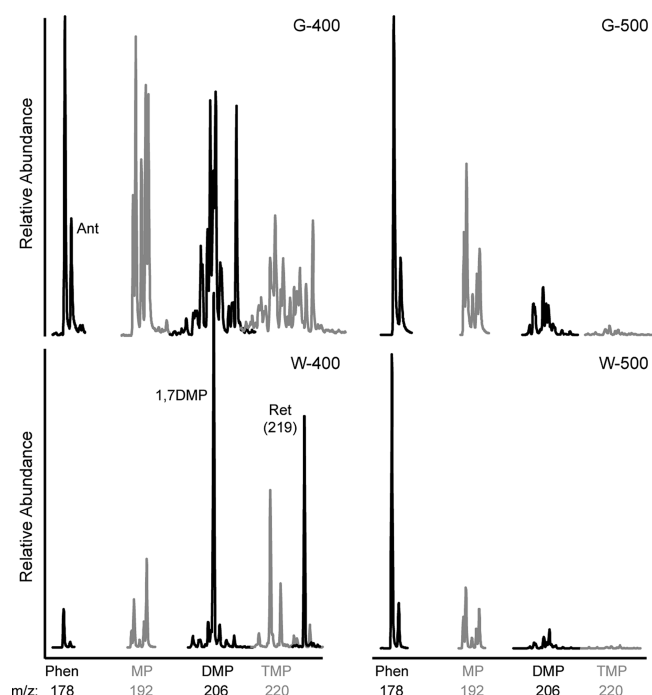 G-400
G-500
Relative Abundance
Ant
W-400
W-500
Relative Abundance
1,7DMP
Ret
(219)
Phen MP DMP TMP Phen MP DMP TMP
m/z: 178 192 206 220 178 192 206 220